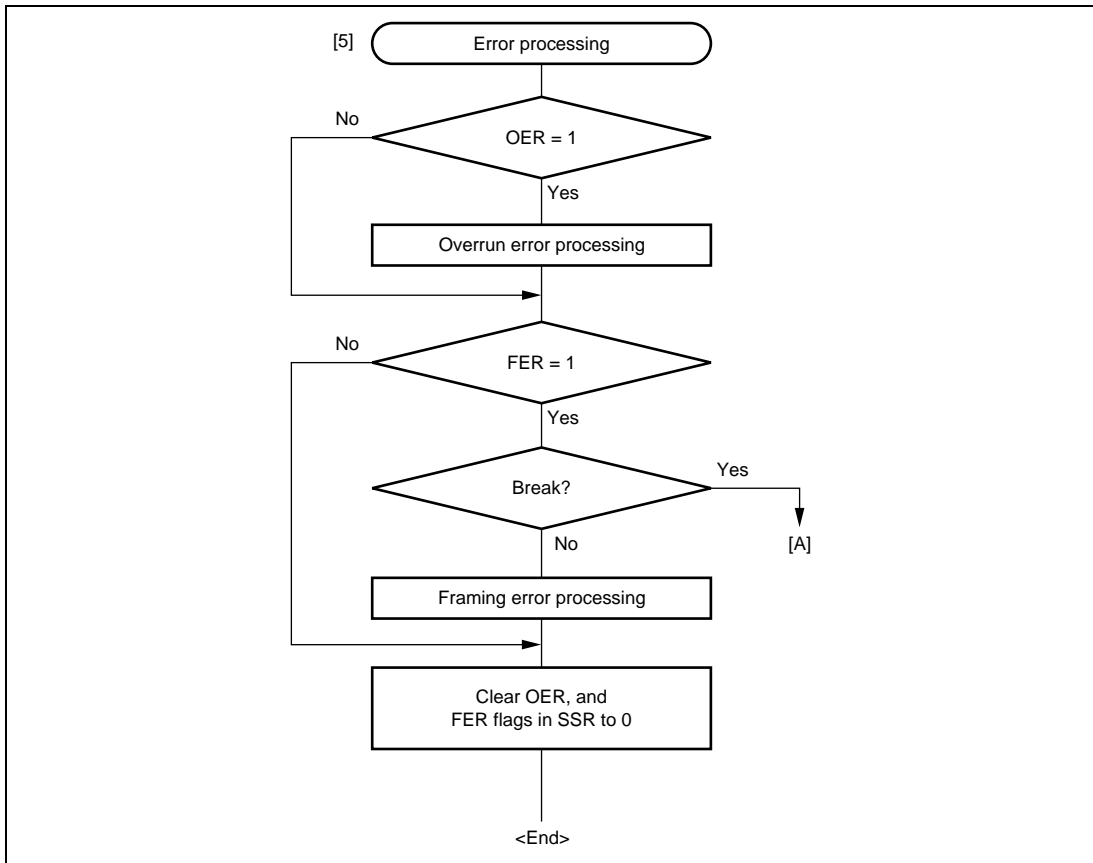 [5]
Error processing
No
OER = 1
Yes
Overrun error processing
No
FER = 1
Yes
Break?
Yes
No
[A]
Framing error processing
Clear OER, and
FER flags in SSR to 0
<End>